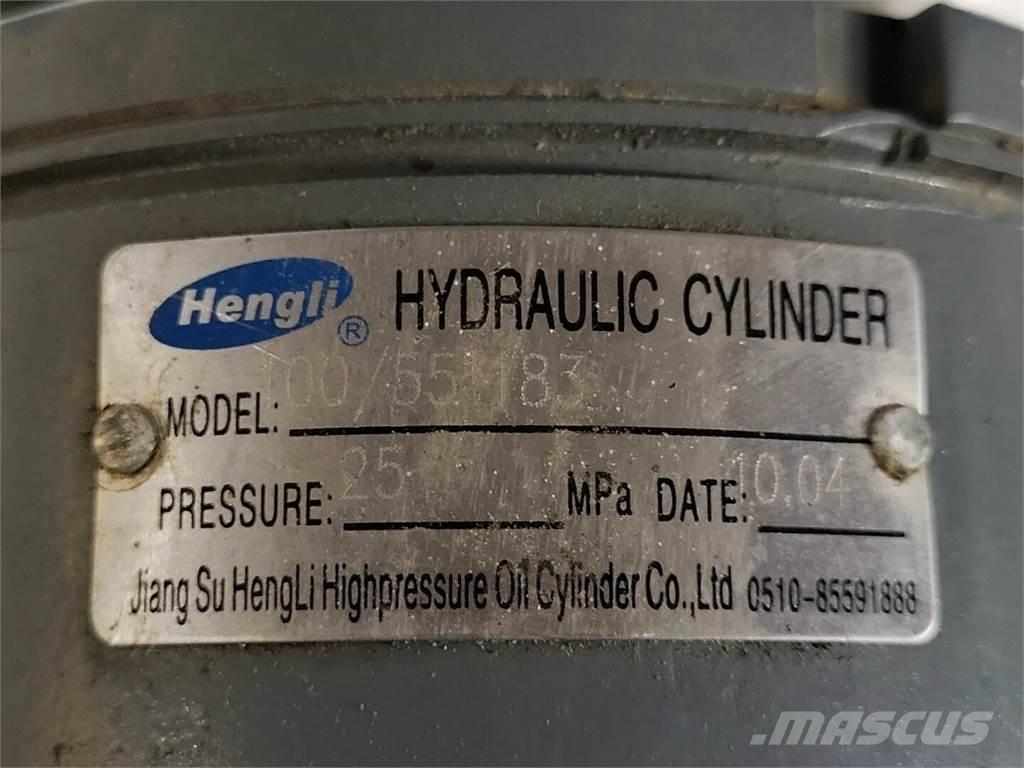 Hengli ® HYDRAULIC CYLINDER
MODEL: 100/55*183
PRESSURE: 25 MPa DATE: 10.04
Jiang Su HengLi Highpressure Oil Cylinder Co.,Ltd 0510-85591888
MASCUS